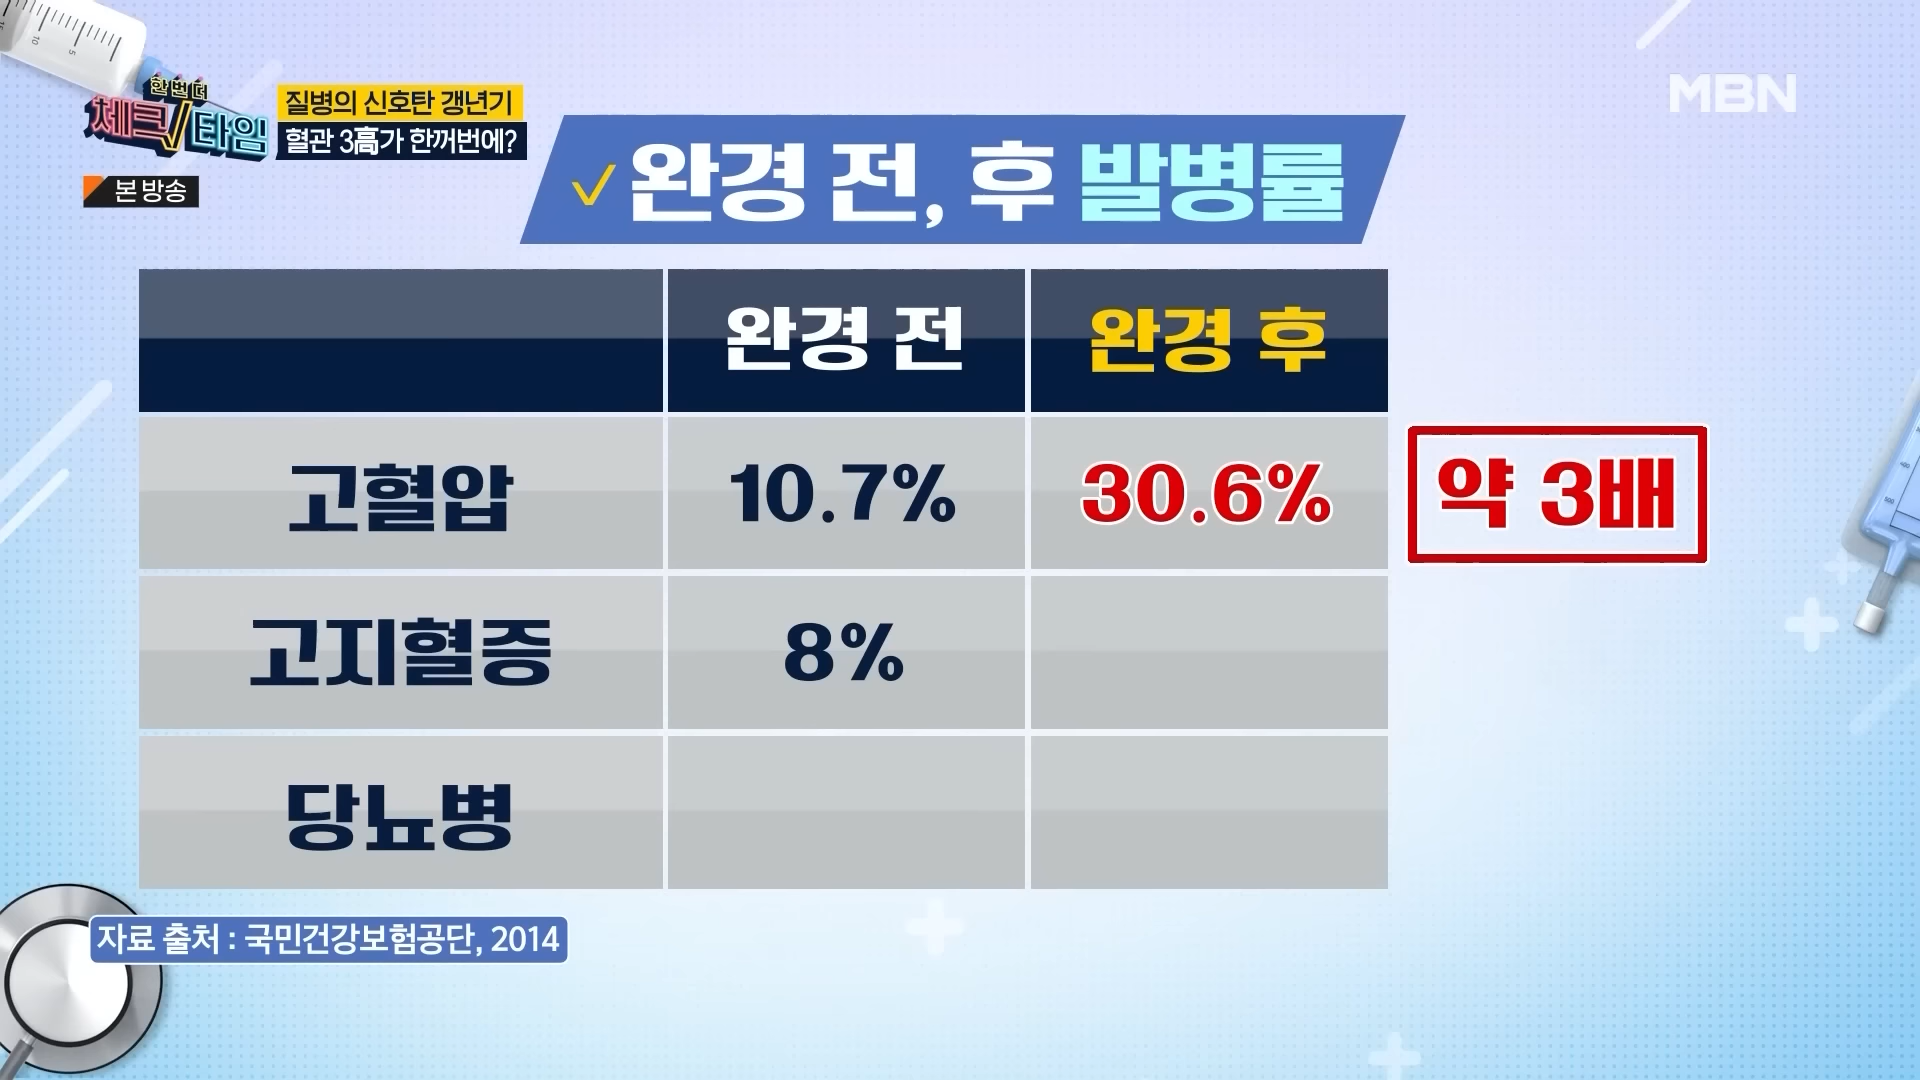 한 번 더
체크타임
질병의 신호탄 갱년기
혈관 3高가 한꺼번에?
본 방송
MBN
완경 전, 후 발병률
완경 전 완경 후
고혈압 10.7% 30.6% 약 3배
고지혈증 8%
당뇨병
자료 출처 : 국민건강보험공단, 2014